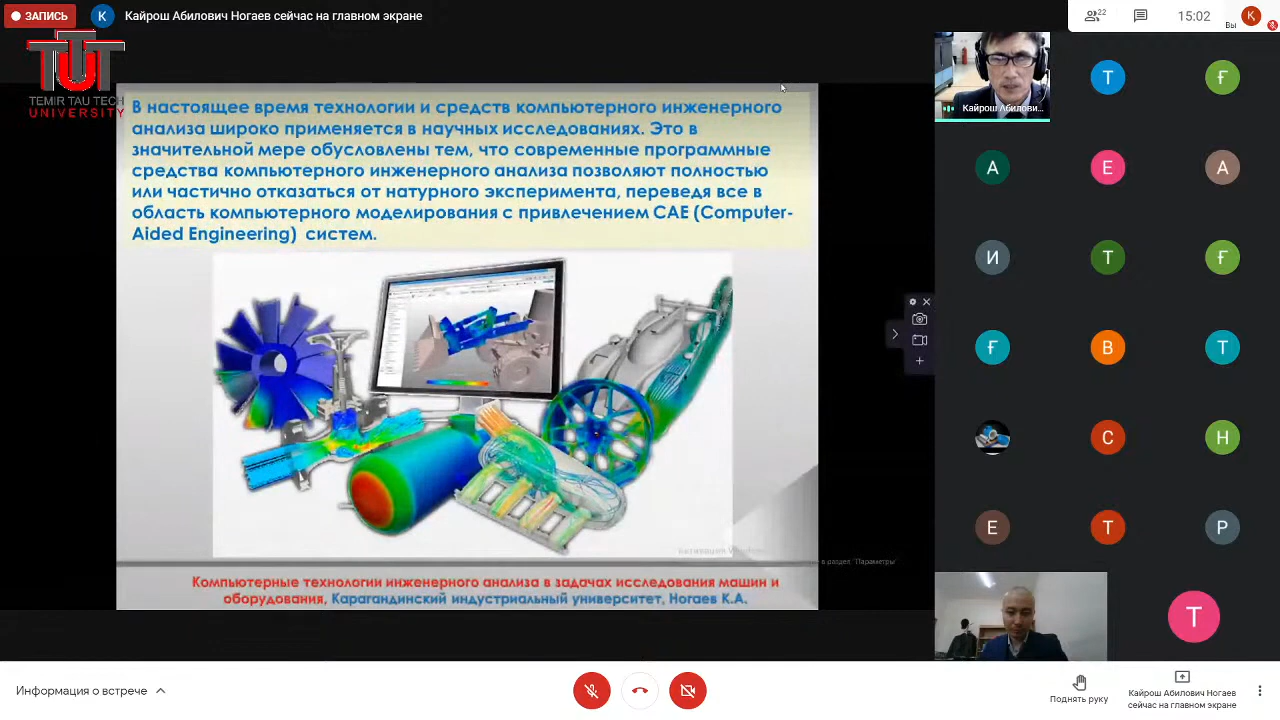 ЗАПИСЬ
К
Кайрош Абилович Ногаев сейчас на главном экране
22
15:02
Вы
Қ
TEMIR TAU TECH
UNIVERSITY
В настоящее время технологии и средств компьютерного инженерного
анализа широко применяется в научных исследованиях. Это в
значительной мере обусловлены тем, что современные программные
средства компьютерного инженерного анализа позволяют полностью
или частично отказаться от натурного эксперимента, переведя все в
область компьютерного моделирования с привлечением CAE (Computer-
Aided Engineering) систем.
в раздел "Параметры".
Компьютерные технологии инженерного анализа в задачах исследования машин и
оборудования, Карагандинский индустриальный университет, Ногаев К.А.
Кайрош Абилови...
Т
Ғ
А
Е
А
И
Т
Ғ
Ғ
В
Т
С
Н
Е
Т
Р
Т
Информация о встрече
Поднять руку
Кайрош Абилович Ногаев
сейчас на главном экране